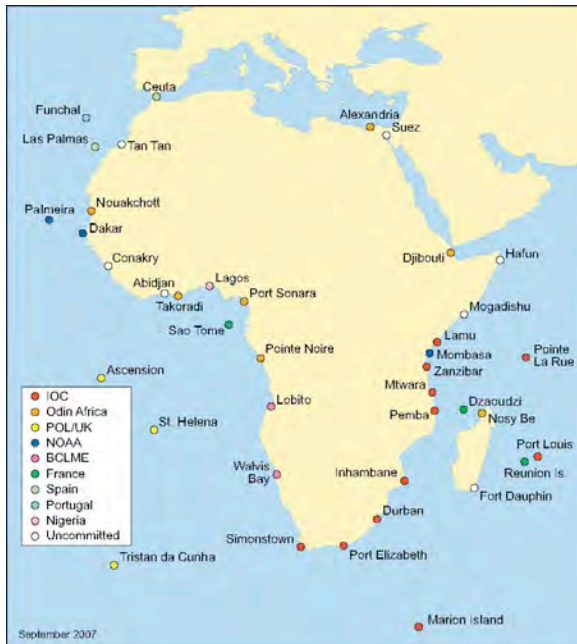 Ceuta
Funchal
Alexandria
Suez
Las Palmas
Tan Tan
Nouakchott
Palmeira
Dakar
Conakry
Djibouti
Hafun
Abidjan
Lagos
Takoradi
Port Sonara
Mogadishu
Sao Tome
Lamu
Pointe Noire
Mombasa
Pointe
La Rue
Zanzibar
Ascension
Mtwara
Dzaoudzi
Lobito
Pemba
Nosy Be
St. Helena
Port Louis
Walvis
Bay
Inhambane
Reunion Is.
Fort Dauphin
Durban
Simonstown
Port Elizabeth
Tristan da Cunha
Marion Island
IOC
Odin Africa
POL/UK
NOAA
BCLME
France
Spain
Portugal
Nigeria
Uncommitted
September 2007